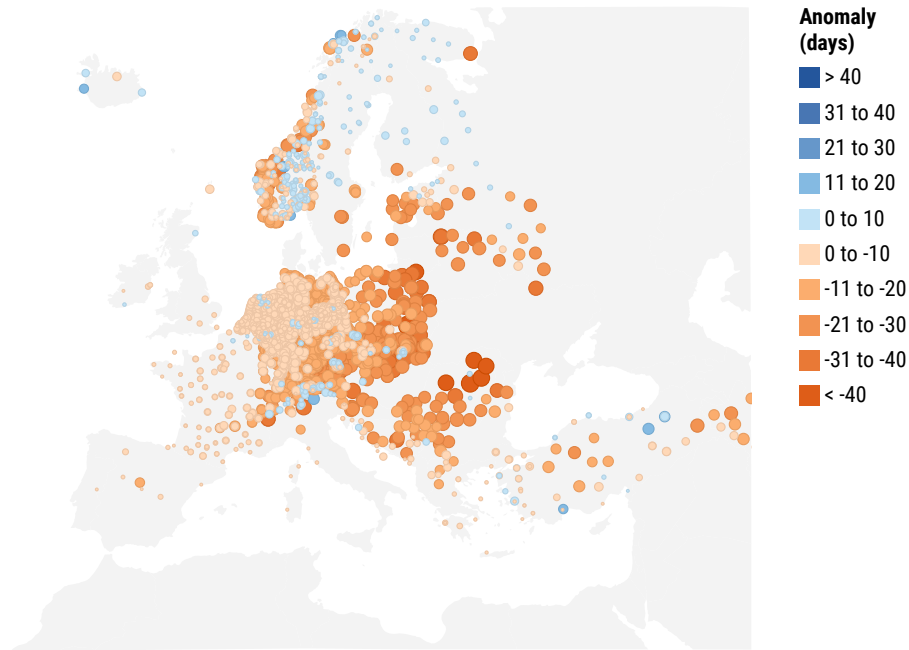 Anomaly
(days)
> 40
31 to 40
21 to 30
11 to 20
0 to 10
0 to -10
-11 to -20
-21 to -30
-31 to -40
< -40